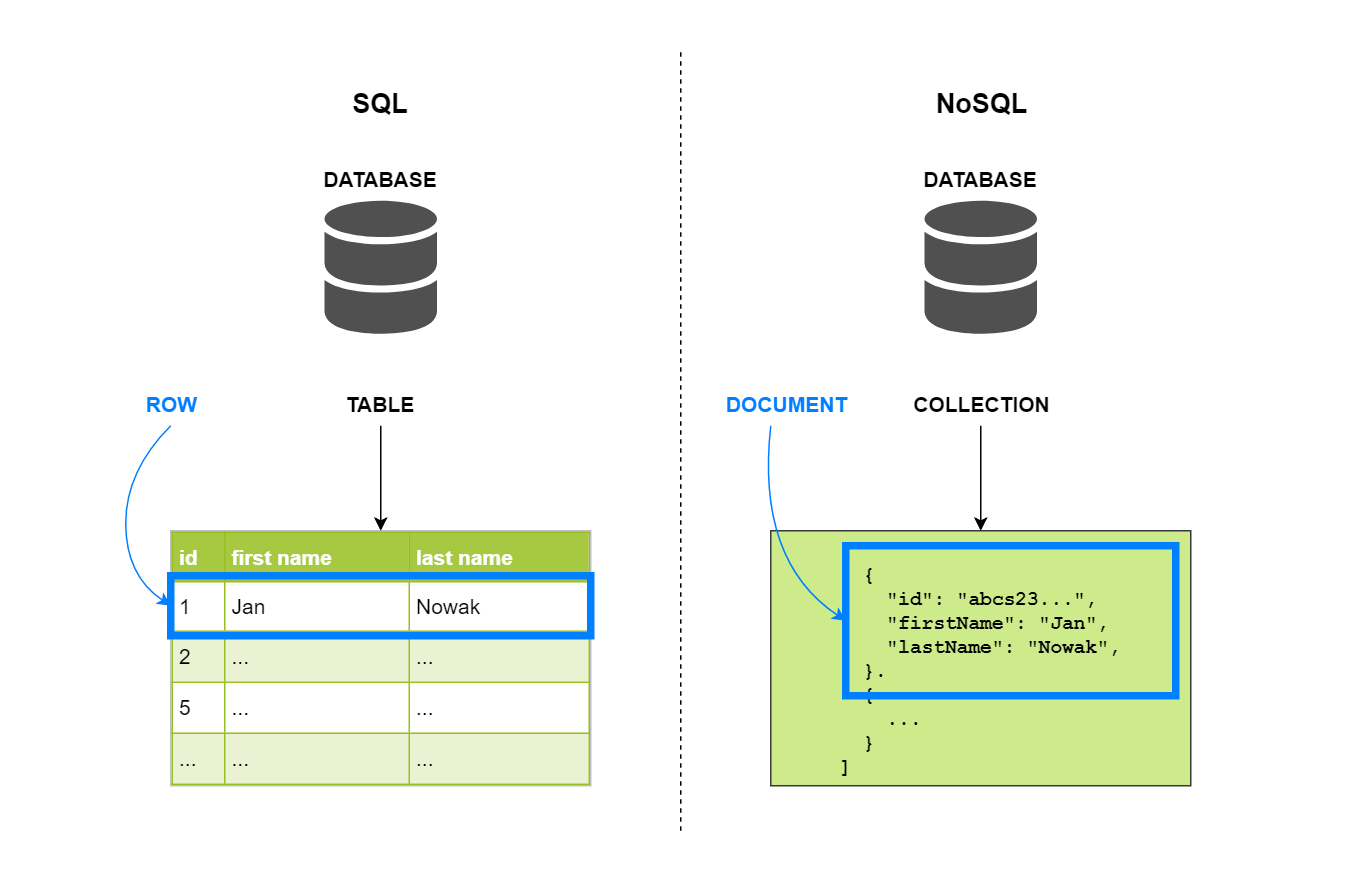 SQL
DATABASE
ROW
TABLE
id first name last name
1 Jan Nowak
2 ... ...
5 ... ...
... ... ...
NoSQL
DATABASE
DOCUMENT
COLLECTION
{
"id": "abcs23...",
"firstName": "Jan",
"lastName": "Nowak",
}.
{
...
}
]